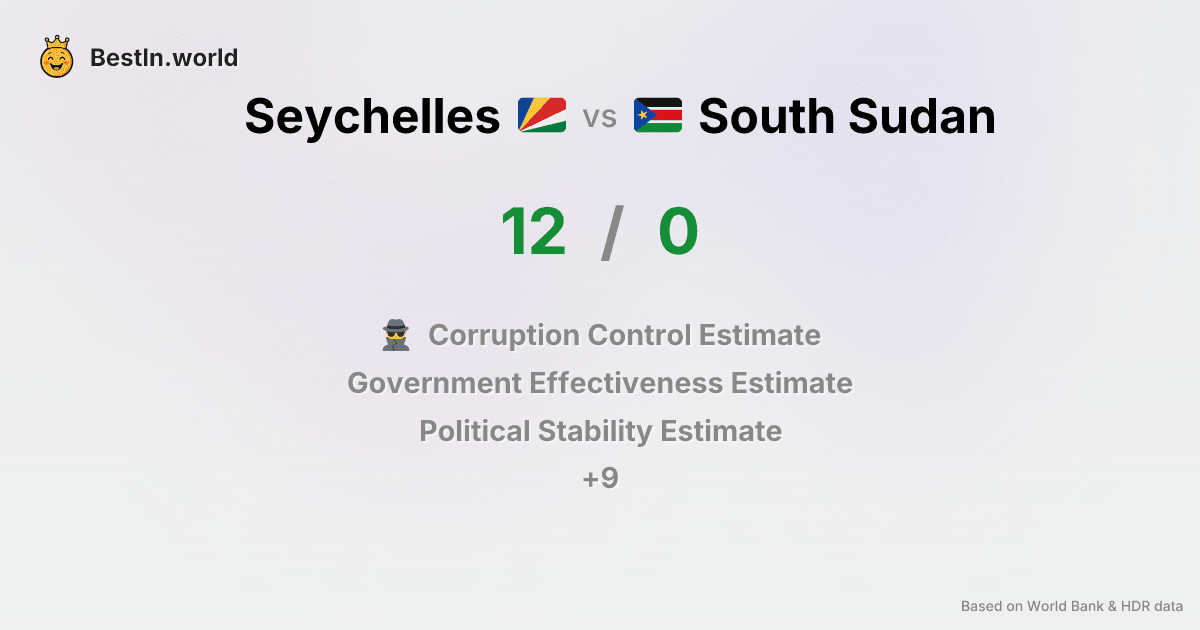 BestIn.world
Seychelles vs South Sudan
12 / 0
Corruption Control Estimate
Government Effectiveness Estimate
Political Stability Estimate
+9
Based on World Bank & HDR data